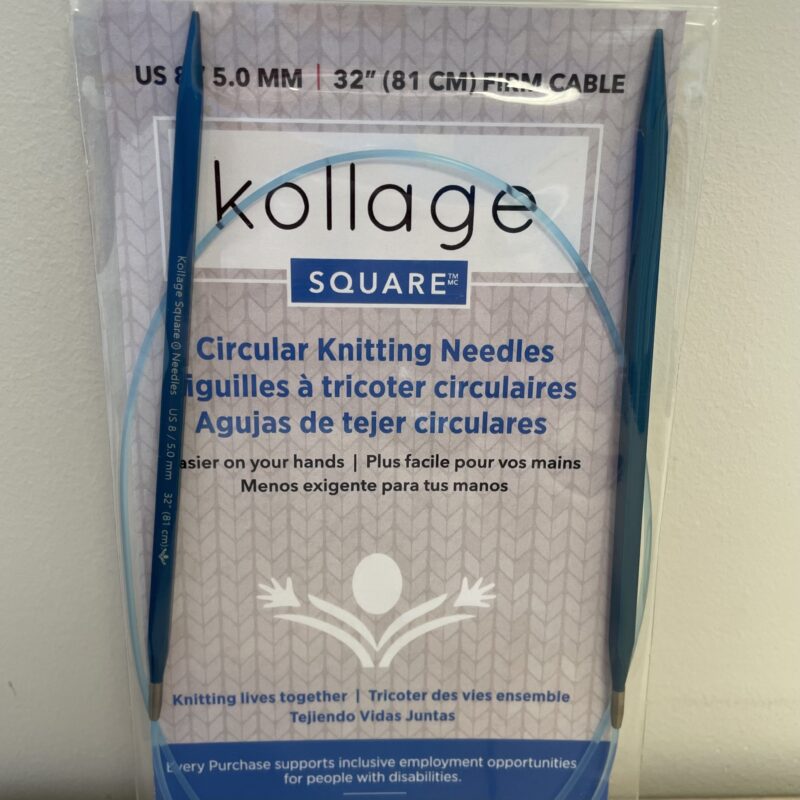 US 8 / 5.0 MM | 32" (81 CM) FIRM CABLE
kollage
SQUARE™ MC
Circular Knitting Needles
iguilles à tricoter circulaires
Agujas de tejer circulares
asier on your hands | Plus facile pour vos mains
Menos exigente para tus manos
Kollage Square Needles US 8 / 5.0 mm 32" (81 cm)
Knitting lives together | Tricoter des vies ensemble
Tejiendo Vidas Juntas
Every Purchase supports inclusive employment opportunities
for people with disabilities.